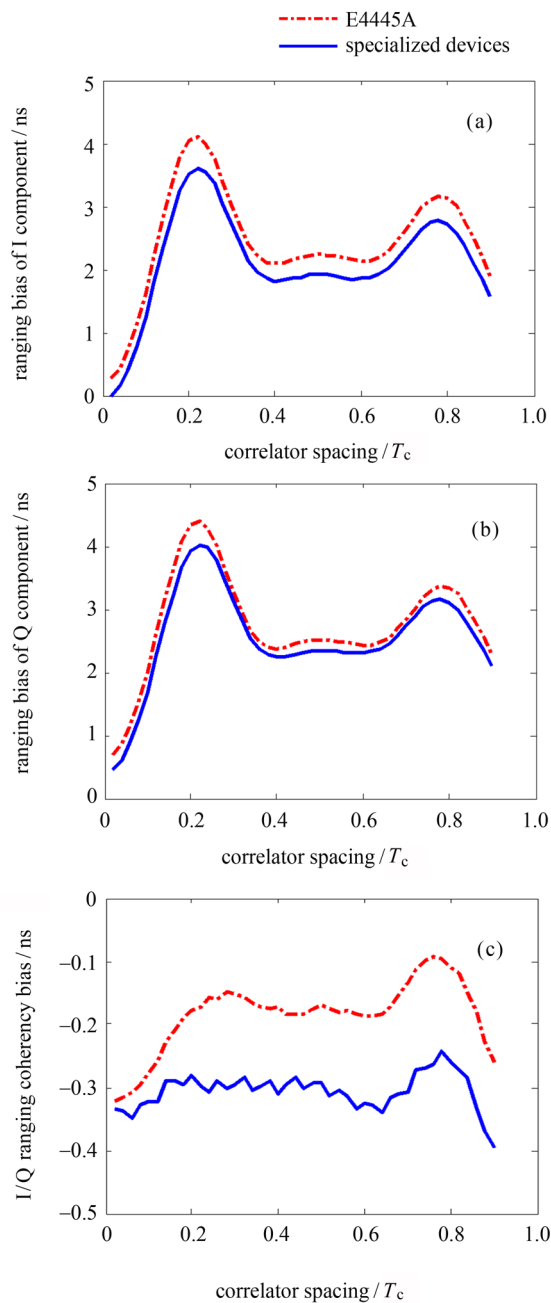 E4445A
specialized devices
5
4
3
2
1
0
(a)
ranging bias of I component / ns
0 0.2 0.4 0.6 0.8 1.0
correlator spacing / Tc
5
4
3
2
1
0
(b)
ranging bias of Q component / ns
0 0.2 0.4 0.6 0.8 1.0
correlator spacing / Tc
0
−0.1
−0.2
−0.3
−0.4
−0.5
(c)
I/Q ranging coherency bias / ns
0 0.2 0.4 0.6 0.8 1.0
correlator spacing / Tc